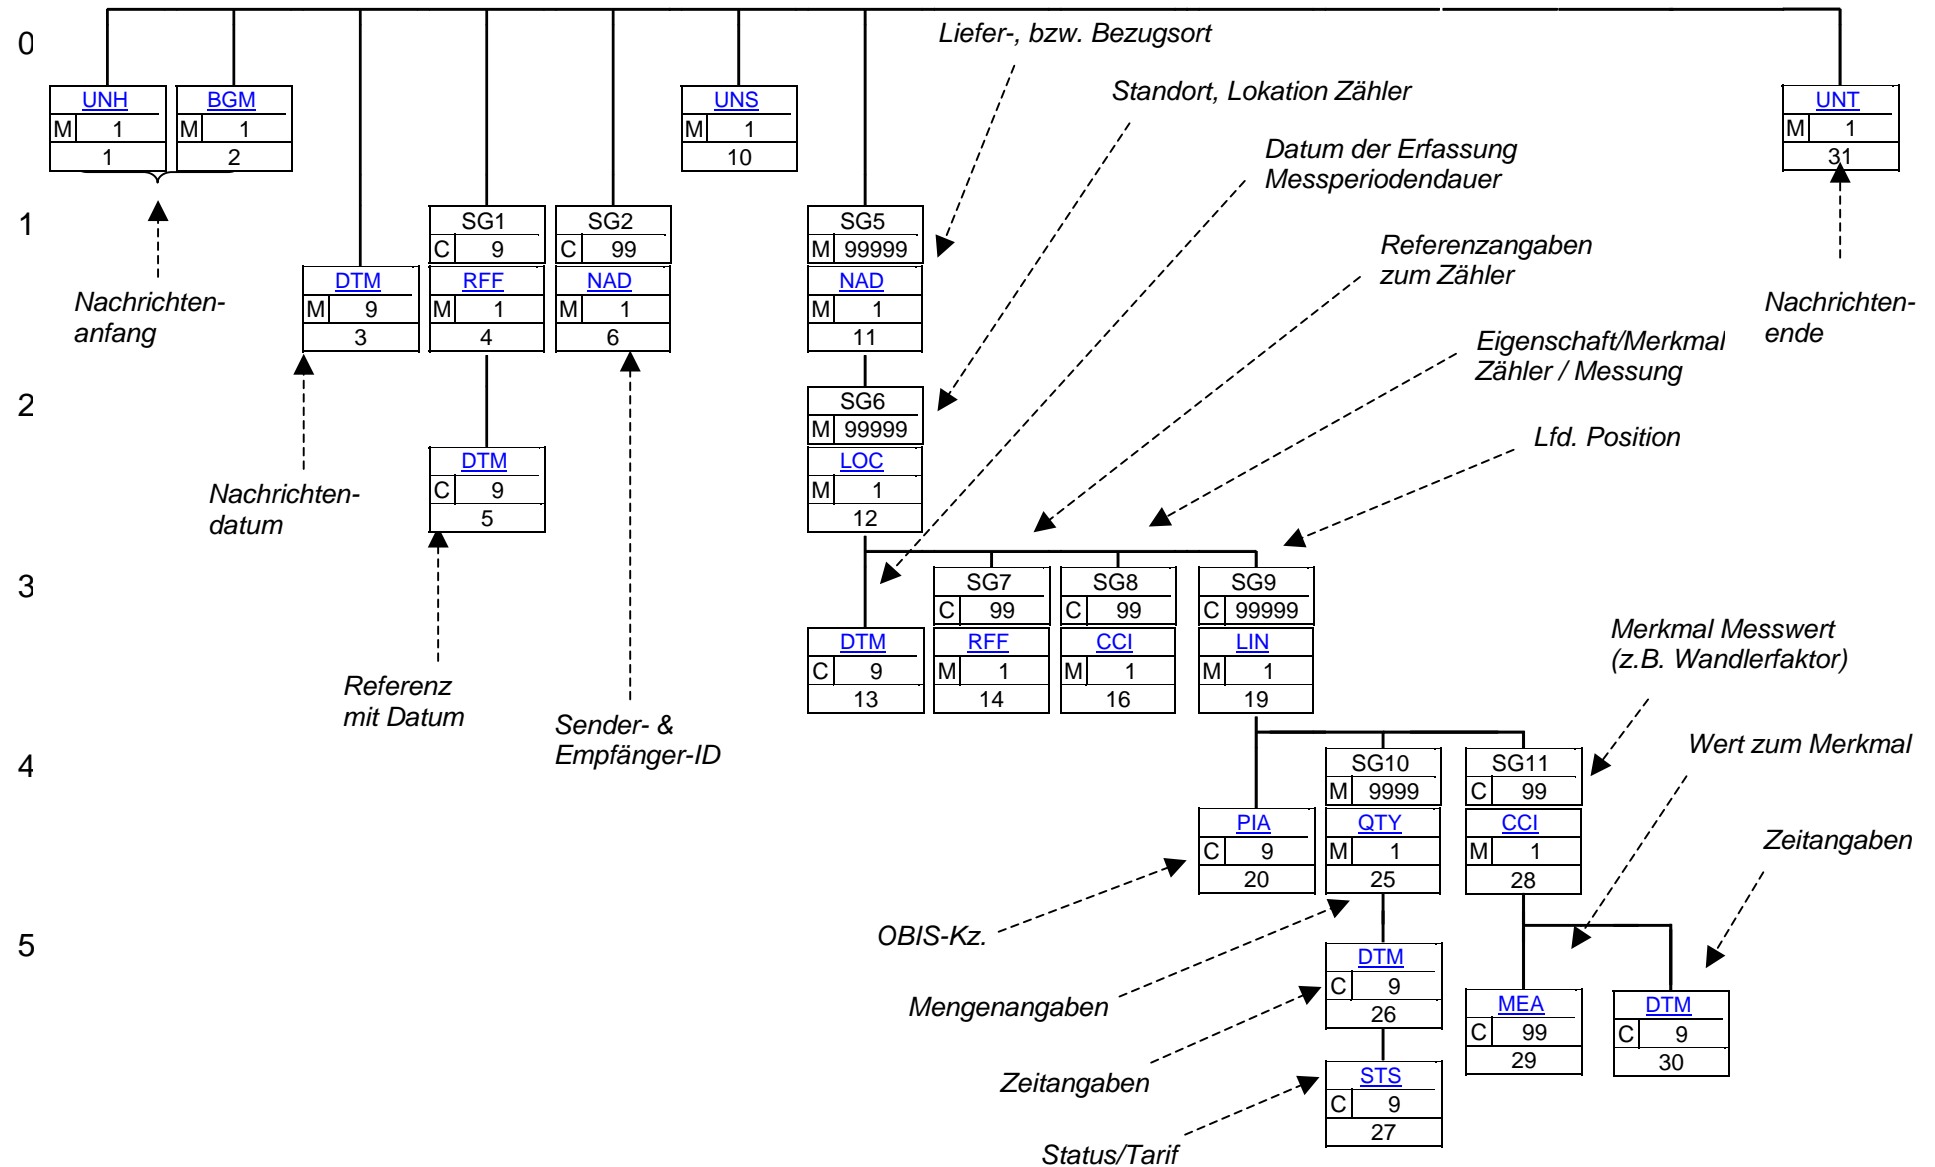 0
Liefer-, bzw. Bezugsort
Standort, Lokation Zähler
UNH
M 1
1
BGM
M 1
2
UNS
M 1
10
UNT
M 1
31
Datum der Erfassung
Messperiodendauer
1
SG1
C 9
RFF
M 1
4
SG2
C 99
NAD
M 1
6
SG5
M 99999
NAD
M 1
11
DTM
M 9
3
Referenzangaben
zum Zähler
Nachrichten-
anfang
Nachrichten-
ende
Eigenschaft/Merkmal
Zähler / Messung
2
SG6
M 99999
LOC
M 1
12
DTM
C 9
5
Lfd. Position
Nachrichten-
datum
3
SG7
C 99
RFF
M 1
14
SG8
C 99
CCI
M 1
16
SG9
C 99999
LIN
M 1
19
DTM
C 9
13
Merkmal Messwert
(z.B. Wandlerfaktor)
Referenz
mit Datum
Sender- &
Empfänger-ID
Wert zum Merkmal
4
SG10
M 9999
QTY
M 1
25
SG11
C 99
CCI
M 1
28
PIA
C 9
20
Zeitangaben
OBIS-Kz.
5
DTM
C 9
26
MEA
C 99
29
DTM
C 9
30
Mengenangaben
Zeitangaben
STS
C 9
27
Status/Tarif